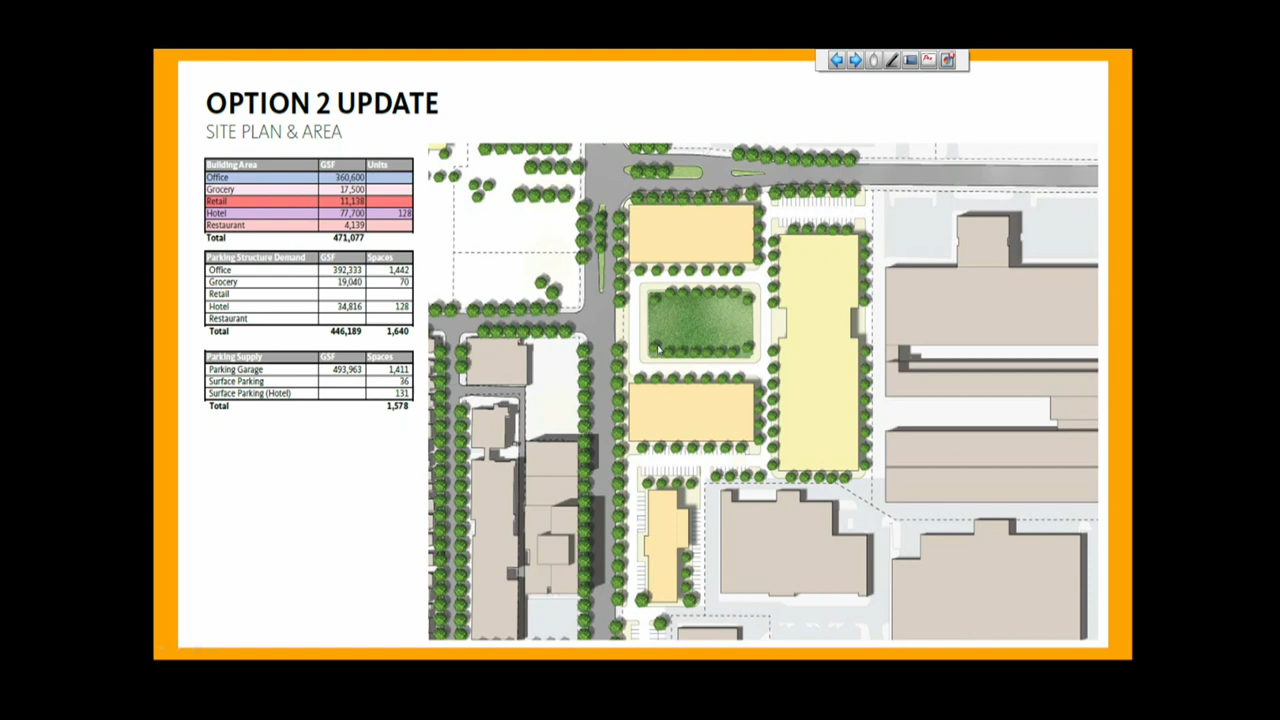 OPTION 2 UPDATE
SITE PLAN & AREA
Building Area GSF Units
Office 360,600
Grocery 17,500
Retail 11,138
Hotel 77,700 128
Restaurant 4,139
Total 471,077
Parking Structure Demand GSF Spaces
Office 392,333 1,442
Grocery 19,040 70
Retail
Hotel 34,816 128
Restaurant
Total 446,189 1,640
Parking Supply GSF Spaces
Parking Garage 493,963 1,411
Surface Parking 36
Surface Parking (Hotel) 131
Total 1,578